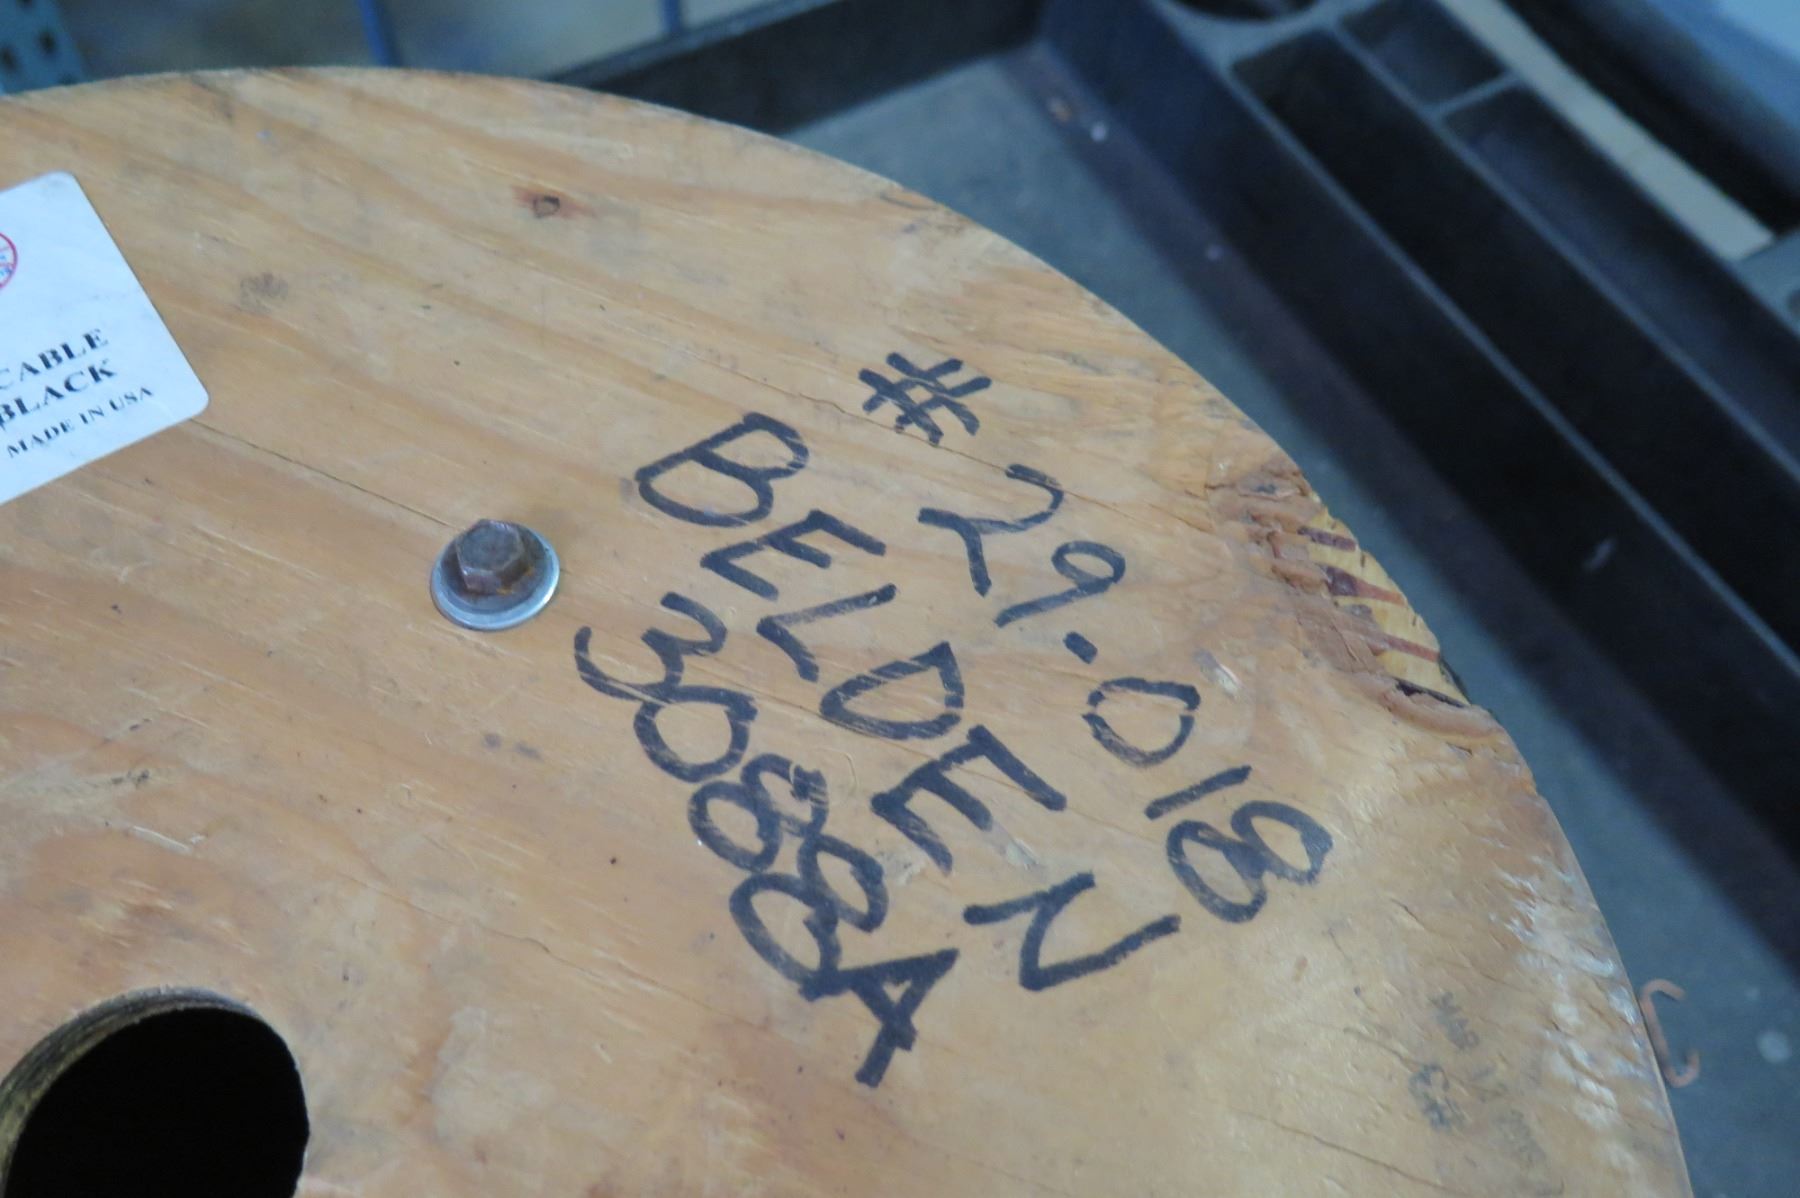 CABLE
BLACK
MADE IN USA
# 29.018
BELDEN
3088A